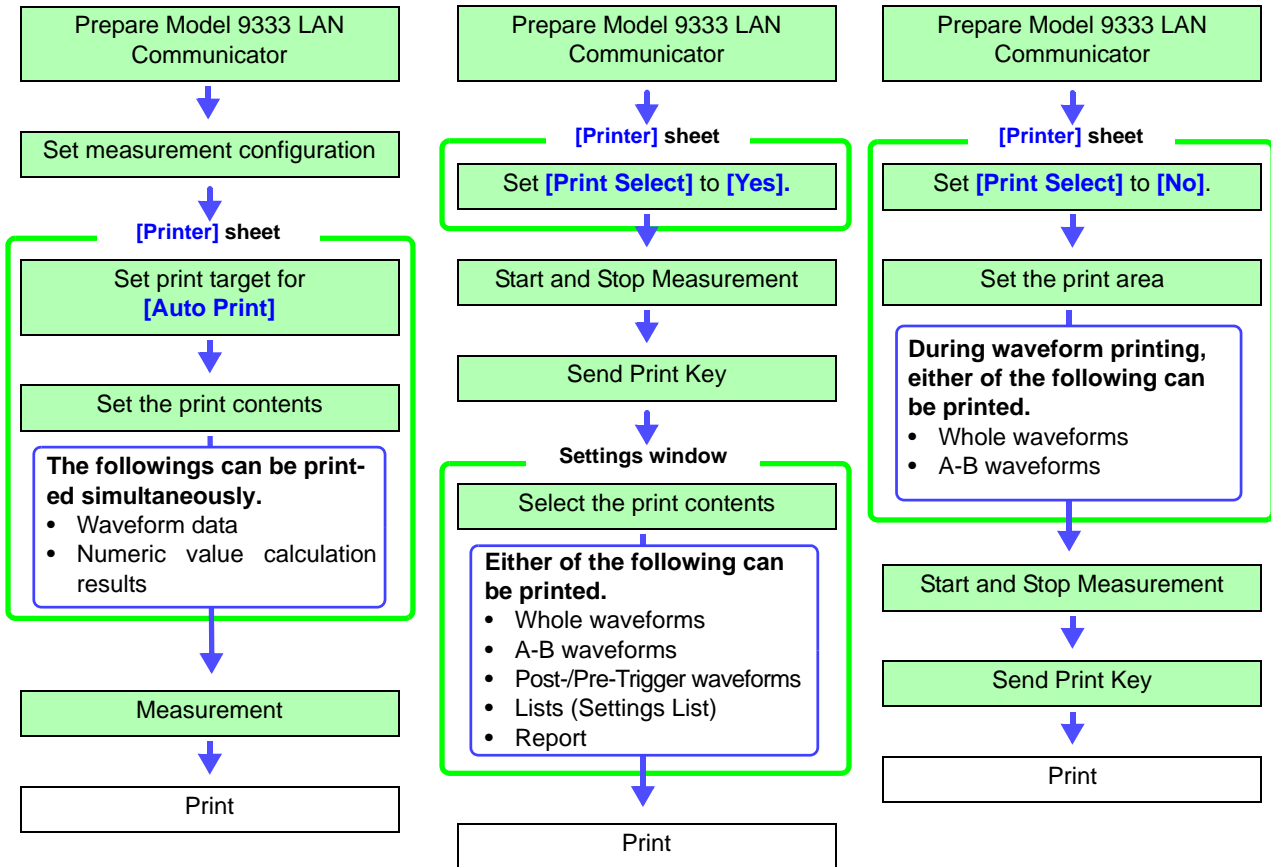 Prepare Model 9333 LAN
Communicator
Set measurement configuration
[Printer] sheet
Set print target for
[Auto Print]
Set the print contents
The followings can be print-
ed simultaneously.
• Waveform data
• Numeric value calculation
results
Measurement
Print
Prepare Model 9333 LAN
Communicator
[Printer] sheet
Set [Print Select] to [Yes].
Start and Stop Measurement
Send Print Key
Settings window
Select the print contents
Either of the following can
be printed.
• Whole waveforms
• A-B waveforms
• Post-/Pre-Trigger waveforms
• Lists (Settings List)
• Report
Print
Prepare Model 9333 LAN
Communicator
[Printer] sheet
Set [Print Select] to [No].
Set the print area
During waveform printing,
either of the following can
be printed.
• Whole waveforms
• A-B waveforms
Start and Stop Measurement
Send Print Key
Print